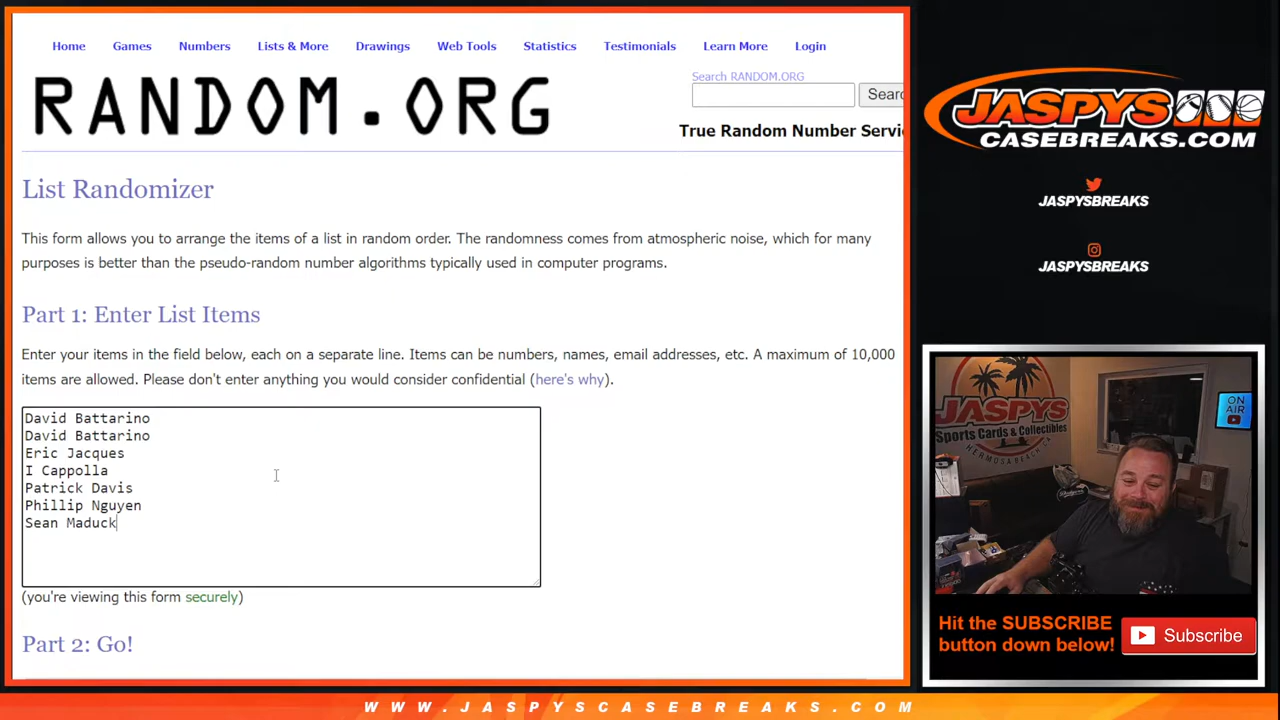 Home Games Numbers Lists & More Drawings Web Tools Statistics Testimonials Learn More Login
Search RANDOM.ORG
RANDOM.ORG
Searc
True Random Number Servi
List Randomizer
This form allows you to arrange the items of a list in random order. The randomness comes from atmospheric noise, which for many
purposes is better than the pseudo-random number algorithms typically used in computer programs.
Part 1: Enter List Items
Enter your items in the field below, each on a separate line. Items can be numbers, names, email addresses, etc. A maximum of 10,000
items are allowed. Please don't enter anything you would consider confidential (here's why).
David Battarino
David Battarino
Eric Jacques
I Cappolla
Patrick Davis
Phillip Nguyen
Sean Maduck
(you're viewing this form securely)
Part 2: Go!
JASPYS
CASEBREAKS.COM
JASPYSBREAKS
JASPYSBREAKS
JASPYS
Sports Cards & Collectibles
HERMOSA BEACH, CA
ON
AIR
Hit the SUBSCRIBE
button down below!
Subscribe
WWW.JASPYSCASEBREAKS.COM